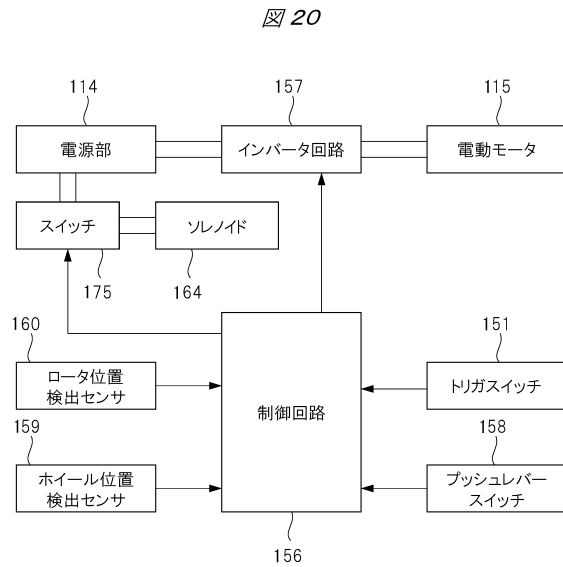 図 20
114
157
115
電源部
インバータ回路
電動モータ
スイッチ
ソレノイド
175
164
160
151
ロータ位置
検出センサ
制御回路
トリガスイッチ
159
158
ホイール位置
検出センサ
プッシュレバー
スイッチ
156